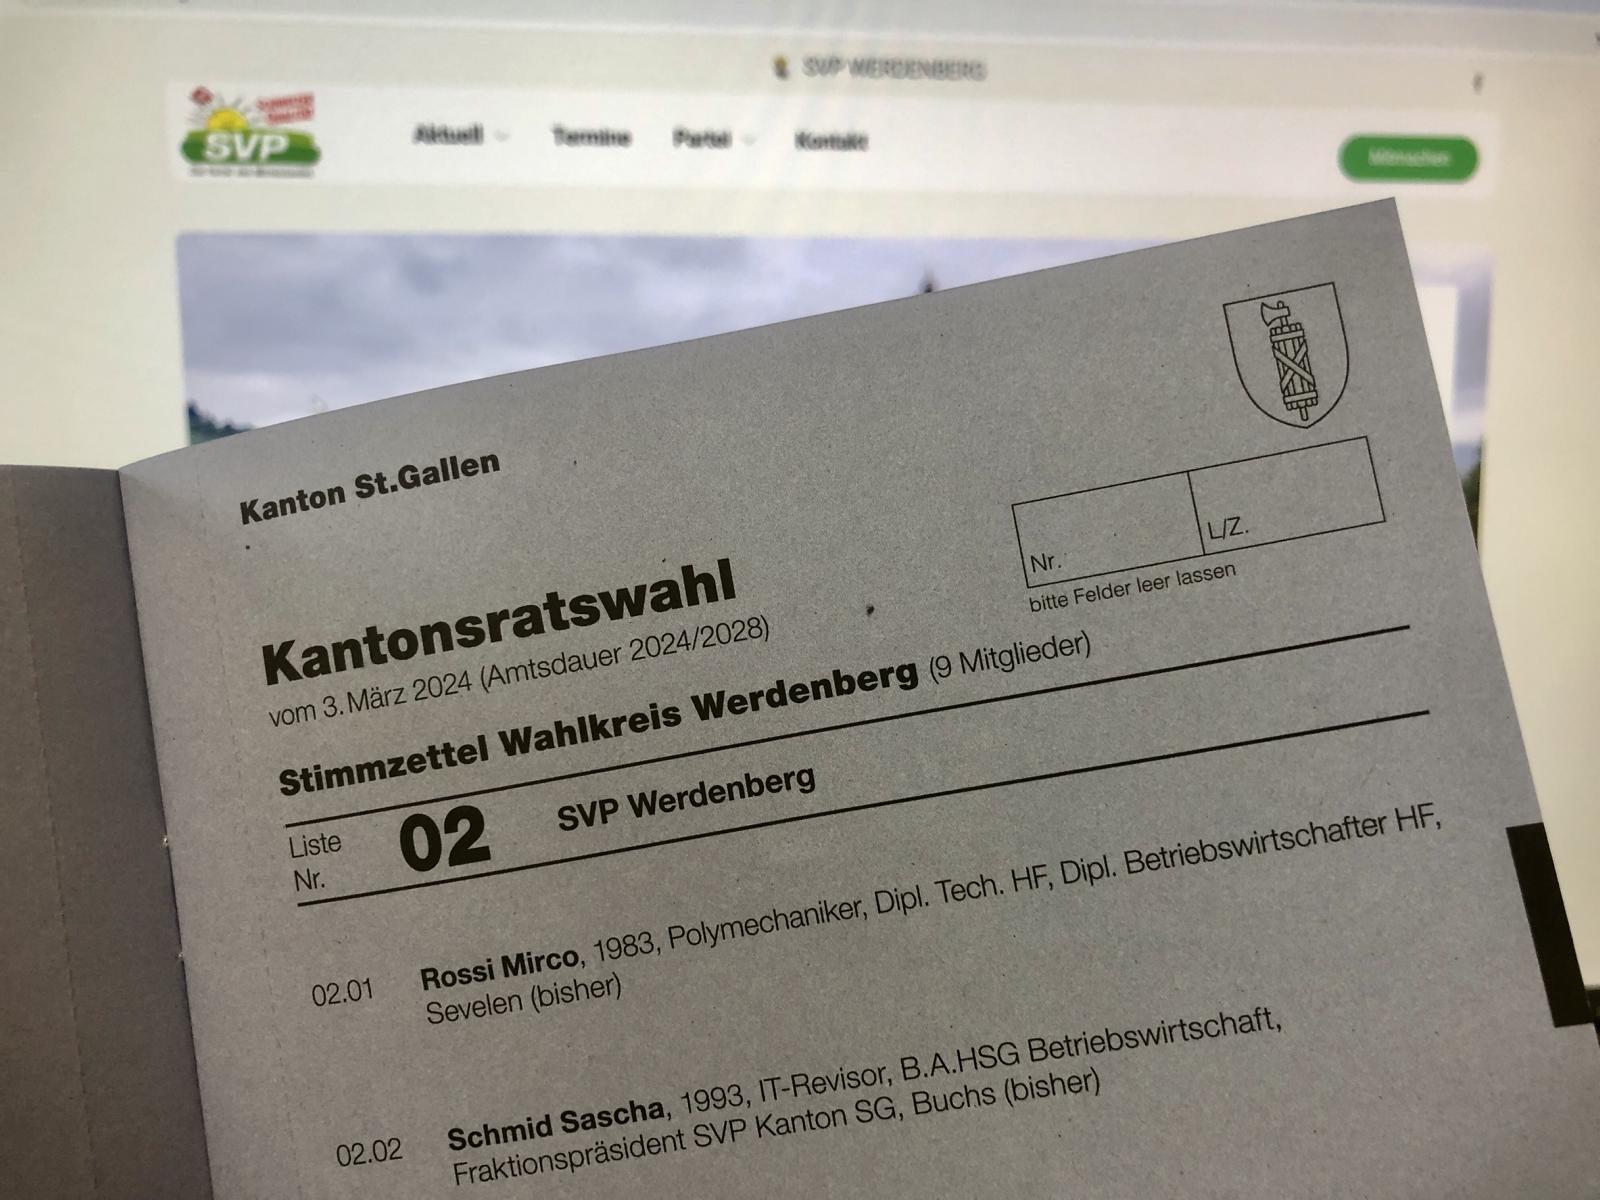 SVP WERDENBERG
SVP
Aktuell
Termine
Partei
Kontakt
Kanton St.Gallen
Kantonsratswahl
vom 3. März 2024 (Amtsdauer 2024/2028)
Nr.
L/Z.
bitte Felder leer lassen
Stimmzettel Wahlkreis Werdenberg (9 Mitglieder)
Liste
Nr.
02
SVP Werdenberg
02.01
Rossi Mirco, 1983, Polymechaniker, Dipl. Tech. HF, Dipl. Betriebswirtschafter HF,
Sevelen (bisher)
02.02
Schmid Sascha, 1993, IT-Revisor, B.A.HSG Betriebswirtschaft,
Fraktionspräsident SVP Kanton SG, Buchs (bisher)